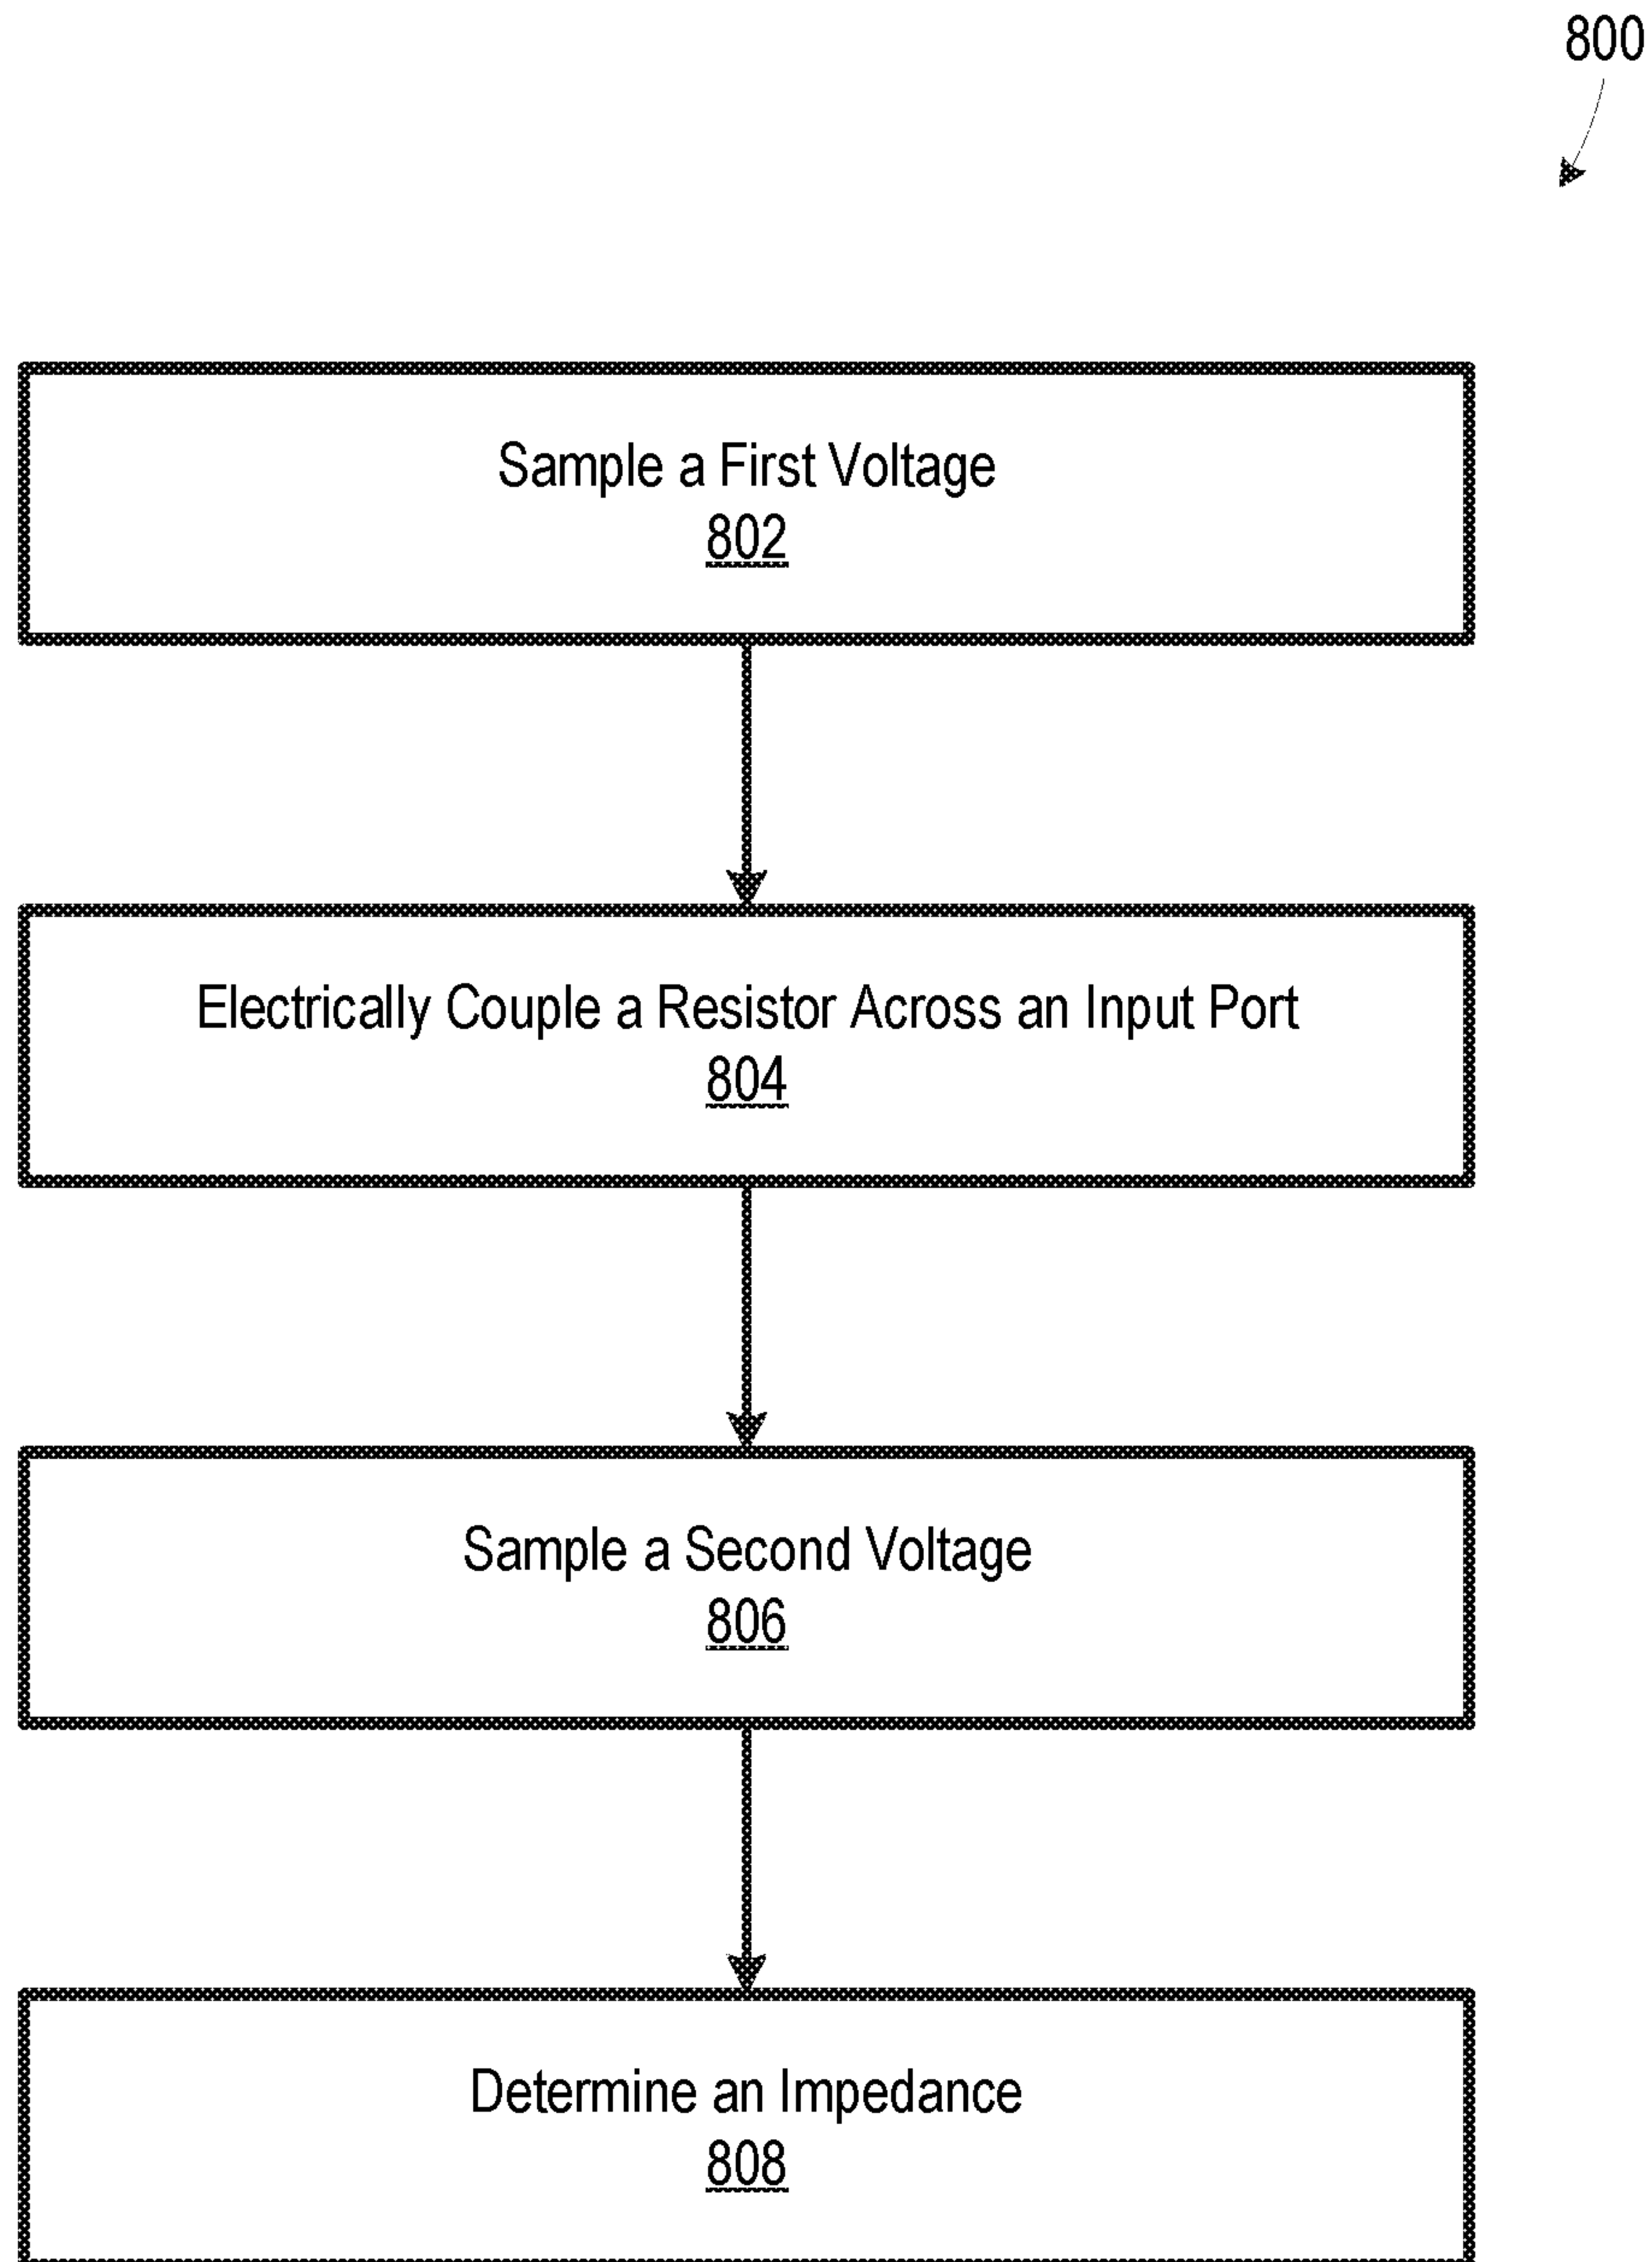 800
Sample a First Voltage
802
Electrically Couple a Resistor Across an Input Port
804
Sample a Second Voltage
806
Determine an Impedance
808